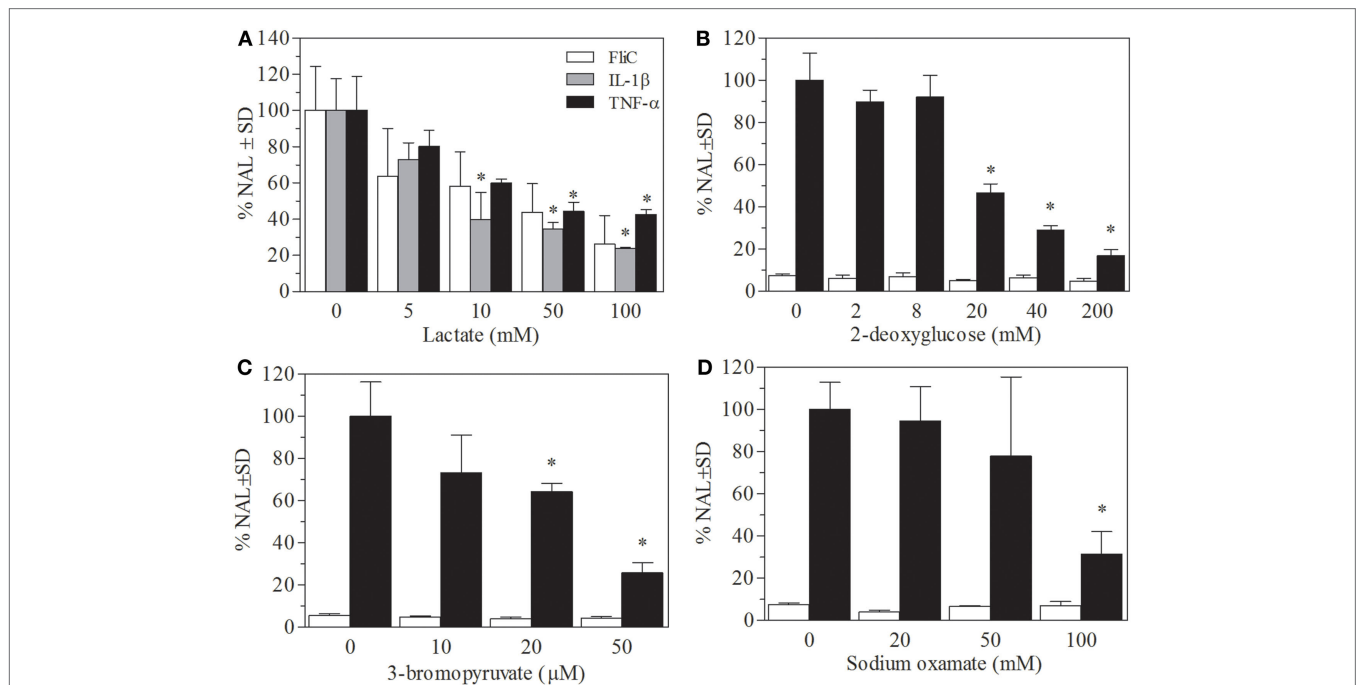 A
140
120
100
80
60
40
20
0
% NAL ± SD
FliC
IL-1β
TNF-α
*
*
*
*
*
0 5 10 50 100
Lactate (mM)
B
120
100
80
60
40
20
0
% NAL±SD
*
*
*
0 2 8 20 40 200
2-deoxyglucose (mM)
C
120
100
80
60
40
20
0
% NAL±SD
*
*
0 10 20 50
3-bromopyruvate (μM)
D
120
100
80
60
40
20
0
% NAL±SD
*
0 20 50 100
Sodium oxamate (mM)